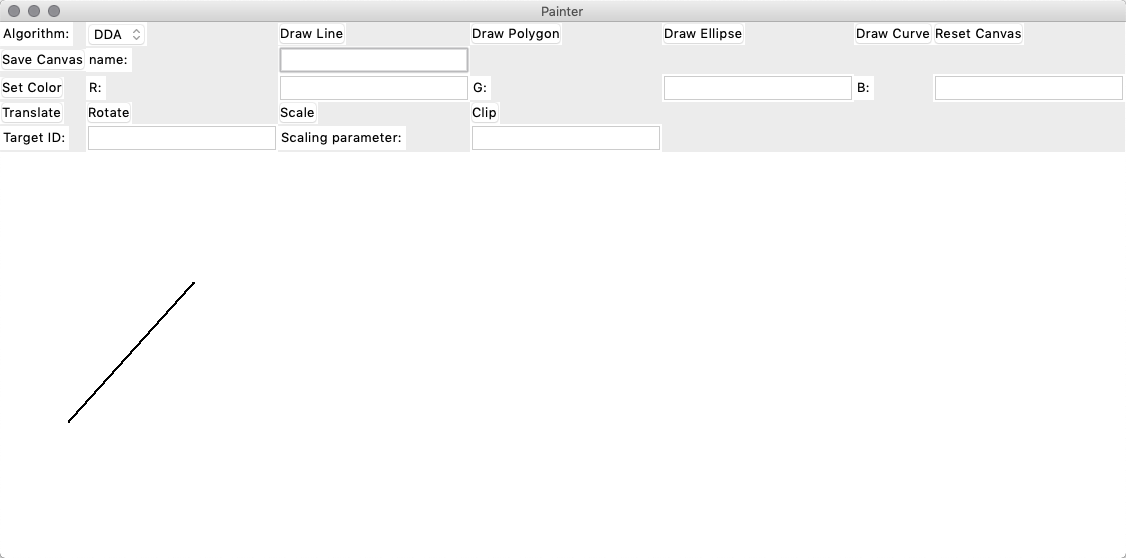 Painter
Algorithm: DDA Draw Line Draw Polygon Draw Ellipse Draw Curve Reset Canvas
Save Canvas name:
Set Color R: G: B:
Translate Rotate Scale Clip
Target ID: Scaling parameter: